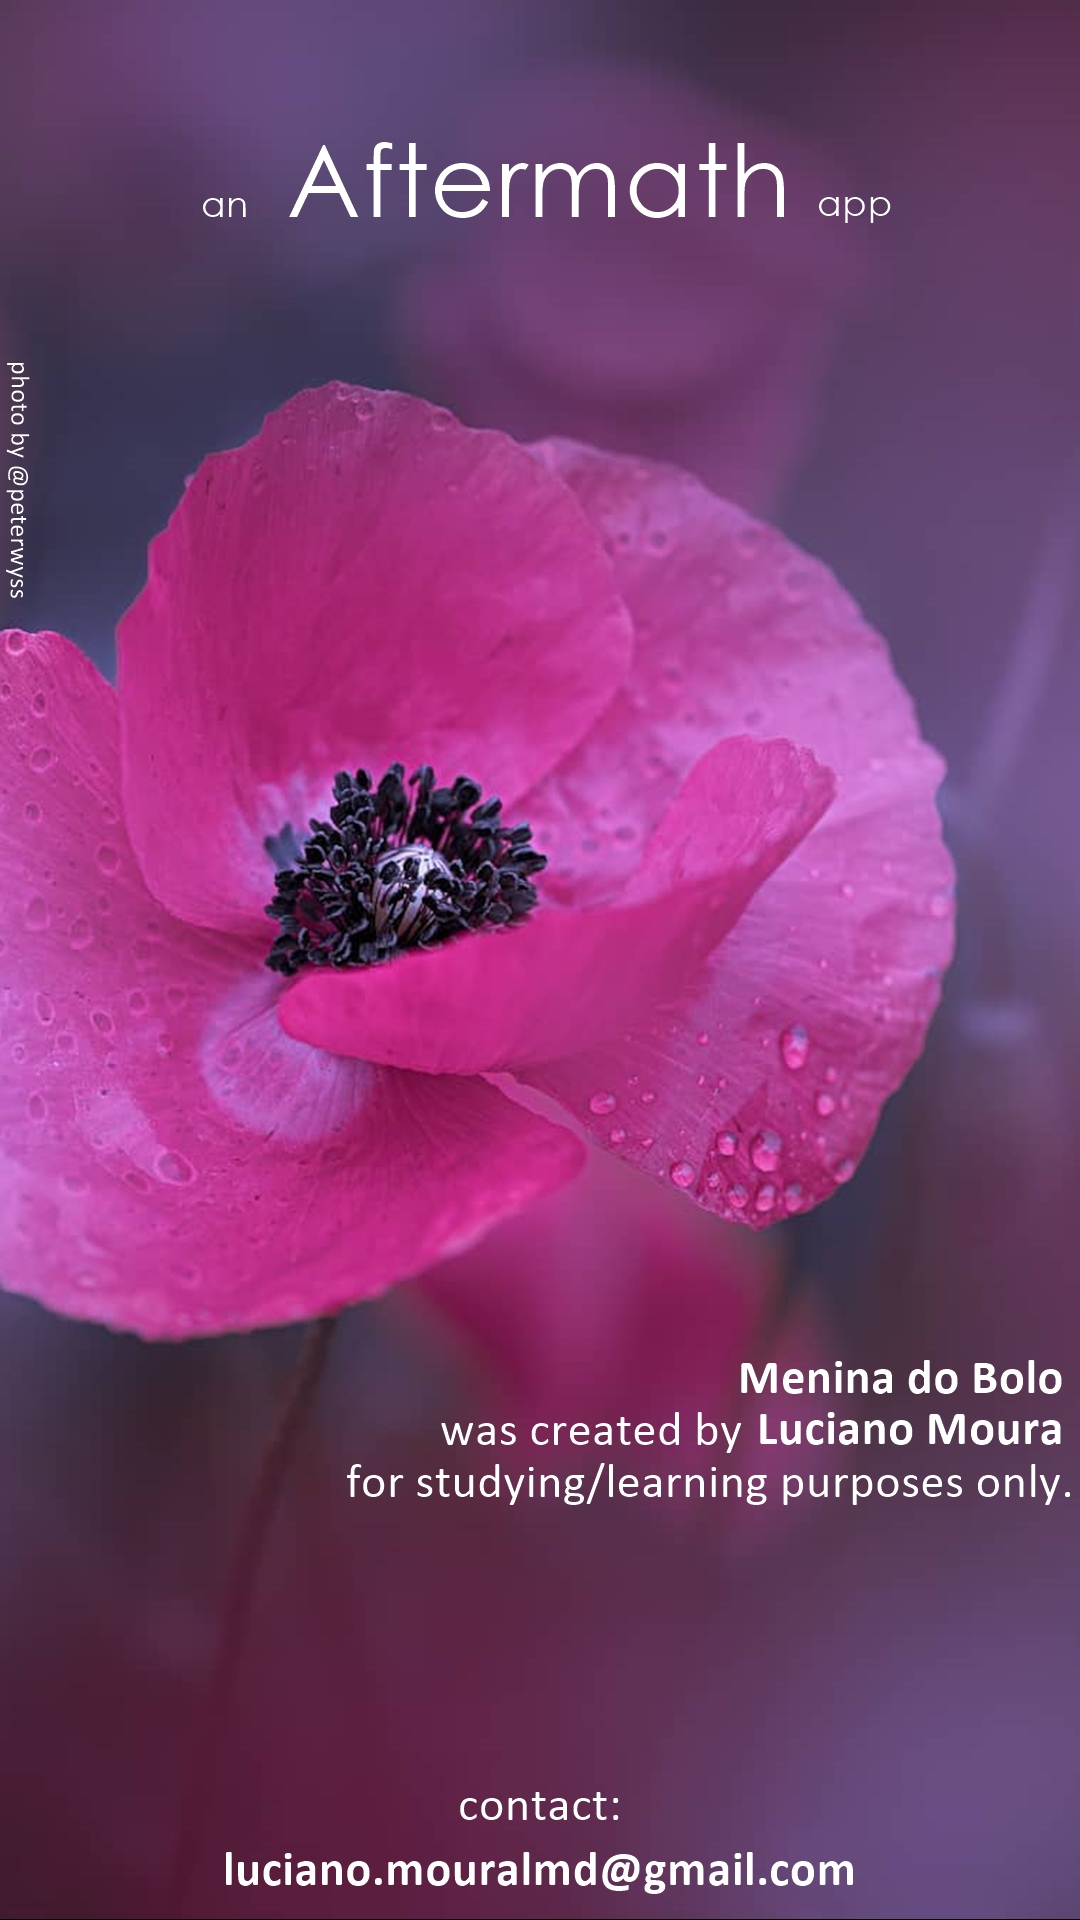 an Aftermath app
photo by @peterwyss
Menina do Bolo
was created by Luciano Moura
for studying/learning purposes only.
contact:
luciano.mouralmd@gmail.com